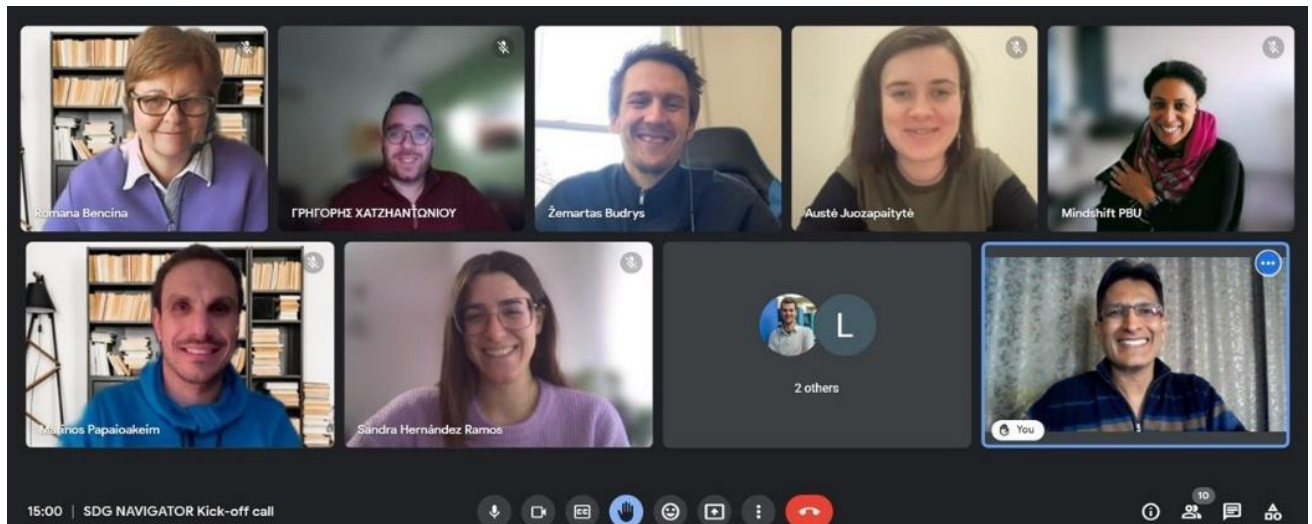 Romana Bencina
ΓΡΗΓΟΡΗΣ ΧΑΤΖΗΑΝΤΩΝΙΟΥ
Žemartas Budrys
Austė Juozapaitytė
Mindshift PBU
Marinos Papaioakeim
Sandra Hernández Ramos
L
2 others
You
15:00 | SDG NAVIGATOR Kick-off call
CC
10